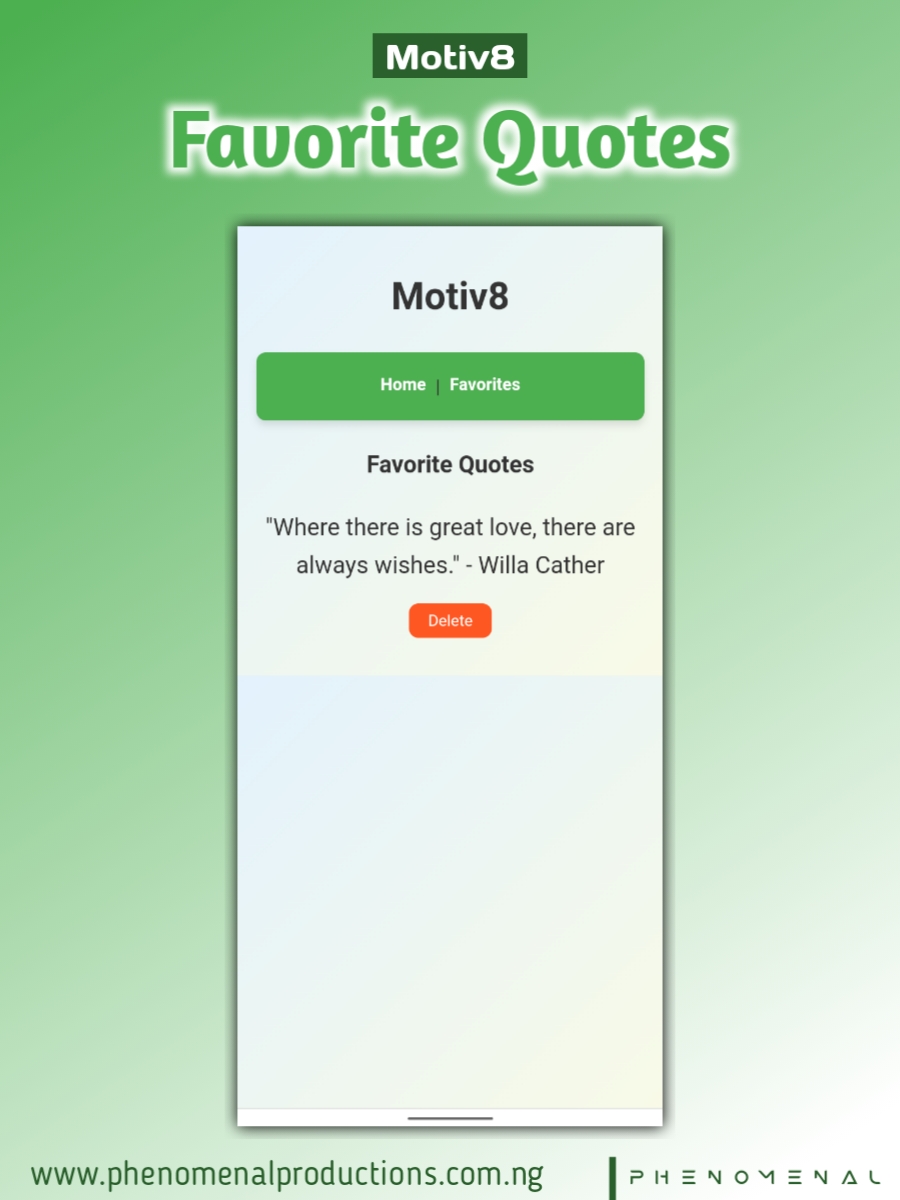 Motiv8
Favorite Quotes
Motiv8
Home | Favorites
Favorite Quotes
"Where there is great love, there are
always wishes." - Willa Cather
Delete
www.phenomenalproductions.com.ng
PHENOMENAL